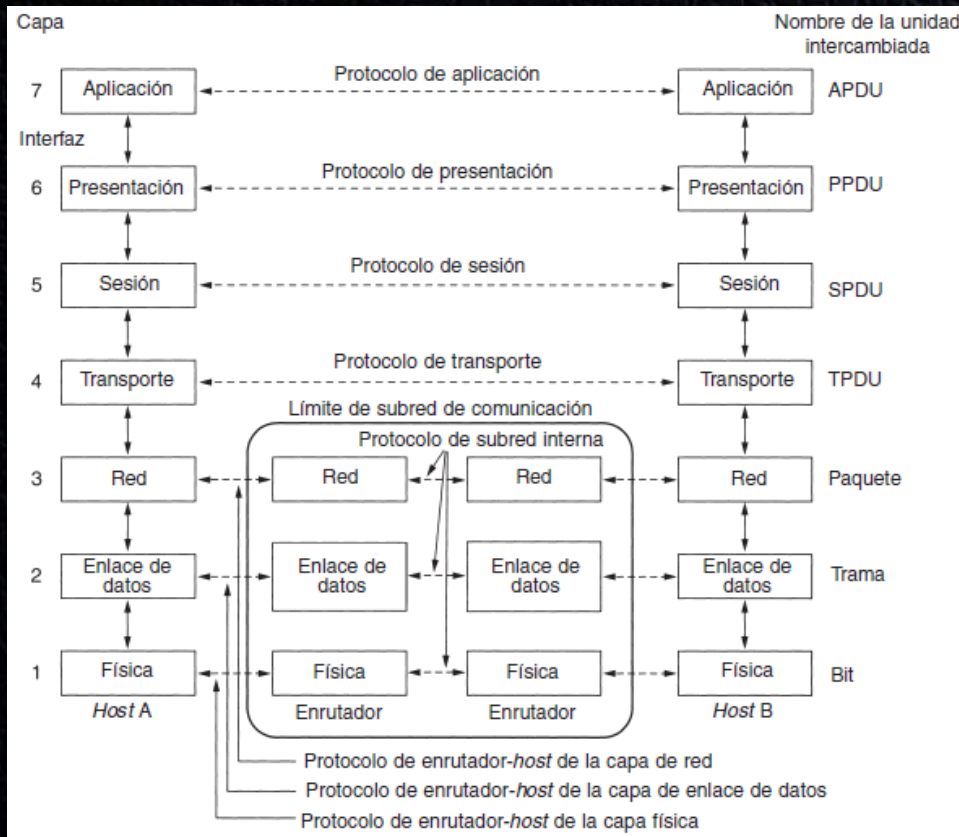 Capa
Nombre de la unidad
intercambiada
7
Aplicación
Protocolo de aplicación
Aplicación
APDU
Interfaz
6
Presentación
Protocolo de presentación
Presentación
PPDU
5
Sesión
Protocolo de sesión
Sesión
SPDU
4
Transporte
Protocolo de transporte
Transporte
TPDU
Límite de subred de comunicación
Protocolo de subred interna
3
Red
Red
Red
Red
Paquete
2
Enlace de
datos
Enlace de
datos
Enlace de
datos
Enlace de
datos
Trama
1
Física
Física
Física
Física
Bit
Host A
Enrutador
Enrutador
Host B
Protocolo de enrutador-host de la capa de red
Protocolo de enrutador-host de la capa de enlace de datos
Protocolo de enrutador-host de la capa física